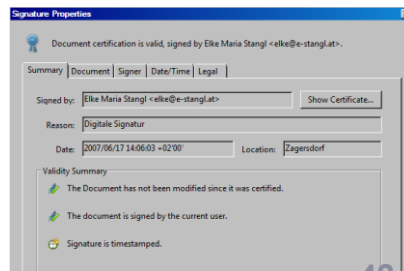 Signature Properties
Document certification is valid, signed by Elke Maria Stangl <elke@e-stangl.at>.
Summary Document Signer Date/Time Legal
Signed by: Elke Maria Stangl <elke@e-stangl.at> Show Certificate...
Reason: Digitale Signatur
Date: 2007/06/17 14:06:03 +02'00' Location: Zagersdorf
Validity Summary
The Document has not been modified since it was certified.
The document is signed by the current user.
Signature is timestamped.